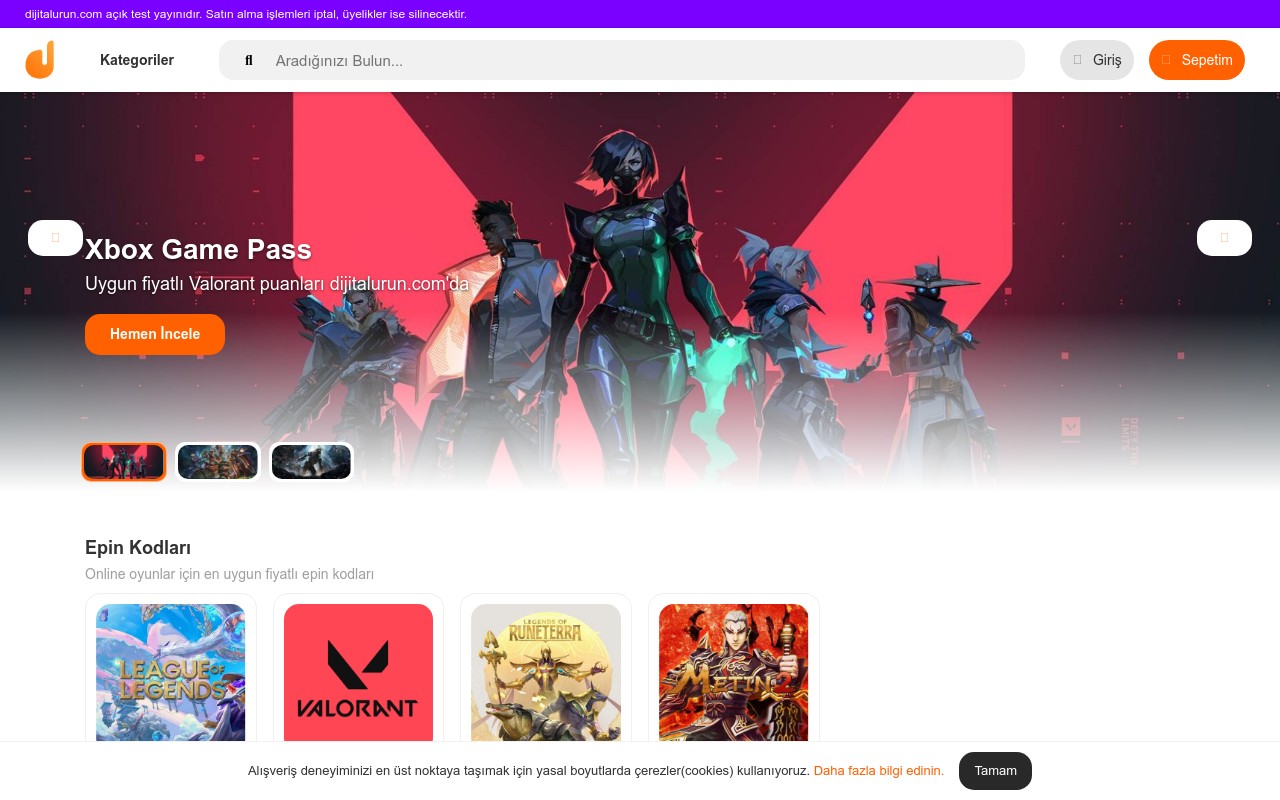 dijitalurun.com açık test yayınıdır. Satın alma işlemleri iptal, üyelikler ise silinecektir.
Kategoriler
Aradığınızı Bulun...
Giriş
Sepetim
Xbox Game Pass
Uygun fiyatlı Valorant puanları dijitalurun.com'da
Hemen İncele
Epin Kodları
Online oyunlar için en uygun fiyatlı epin kodları
LEAGUE OF
LEGENDS
VALORANT
LEGENDS OF
RUNETERRA
METIN2
Alışveriş deneyiminizi en üst noktaya taşımak için yasal boyutlarda çerezler(cookies) kullanıyoruz. Daha fazla bilgi edinin.
Tamam